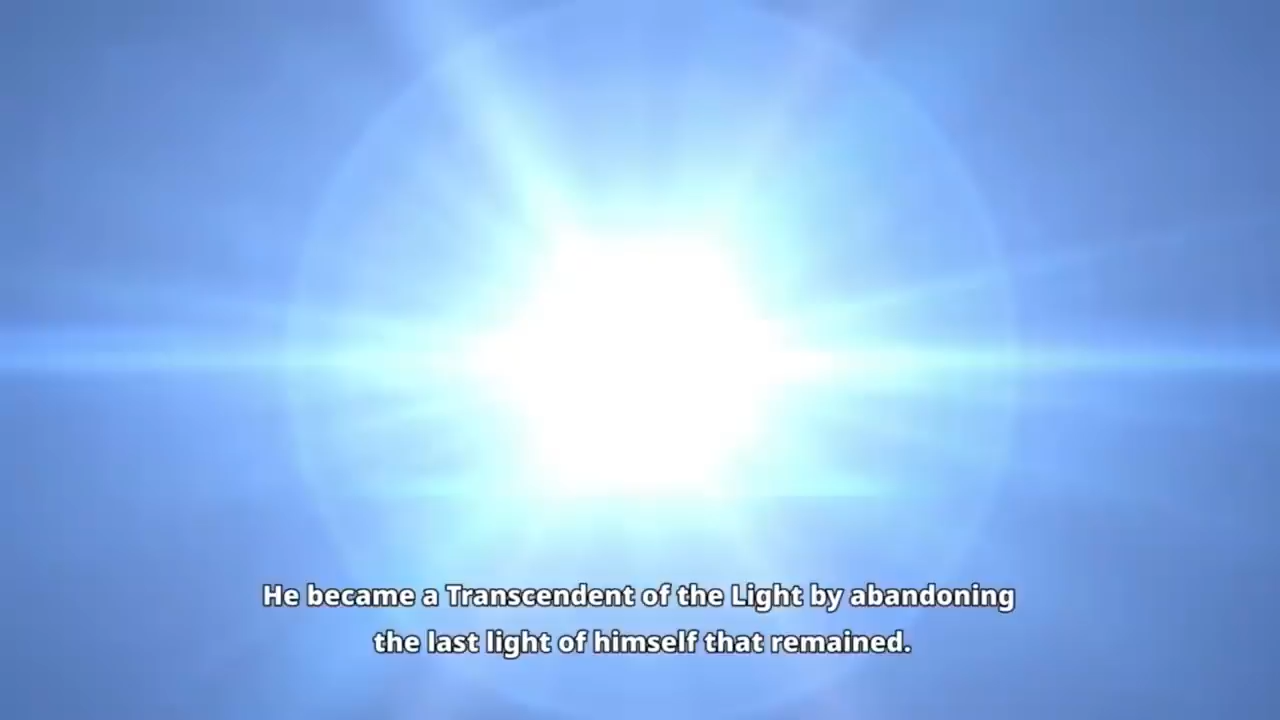 He became a Transcendent of the Light by abandoning
the last light of himself that remained.